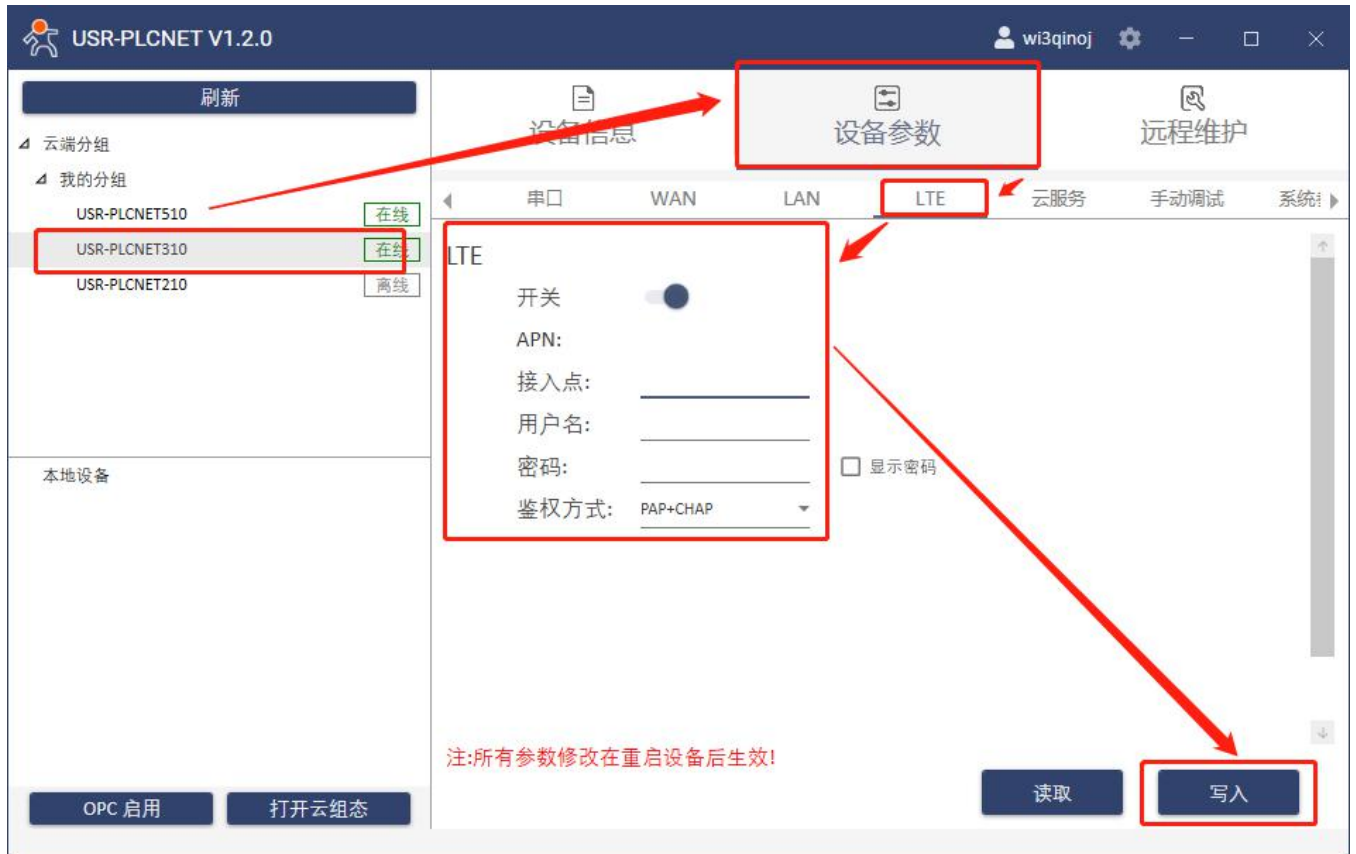 USR-PLCNET V1.2.0
wi3qinoj
刷新
云端分组
我的分组
USR-PLCNET510 在线
USR-PLCNET310 在线
USR-PLCNET210 离线
本地设备
OPC 启用 打开云组态
设备信息 设备参数 远程维护
串口 WAN LAN LTE 云服务 手动调试 系统
LTE
开关
APN:
接入点:
用户名:
密码: 显示密码
鉴权方式: PAP+CHAP
注:所有参数修改在重启设备后生效!
读取 写入